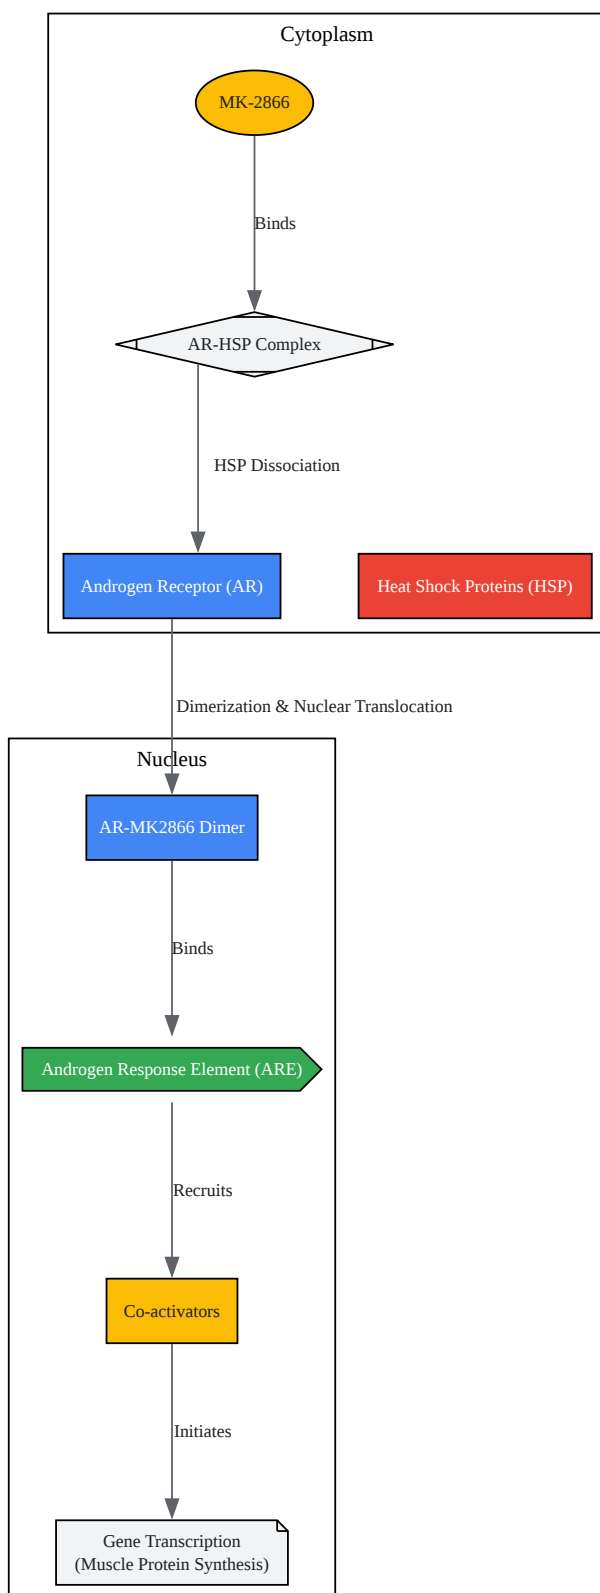 Cytoplasm
MK-2866
Binds
AR-HSP Complex
HSP Dissociation
Androgen Receptor (AR)
Heat Shock Proteins (HSP)
Dimerization & Nuclear Translocation
Nucleus
AR-MK2866 Dimer
Binds
Androgen Response Element (ARE)
Recruits
Co-activators
Initiates
Gene Transcription
(Muscle Protein Synthesis)